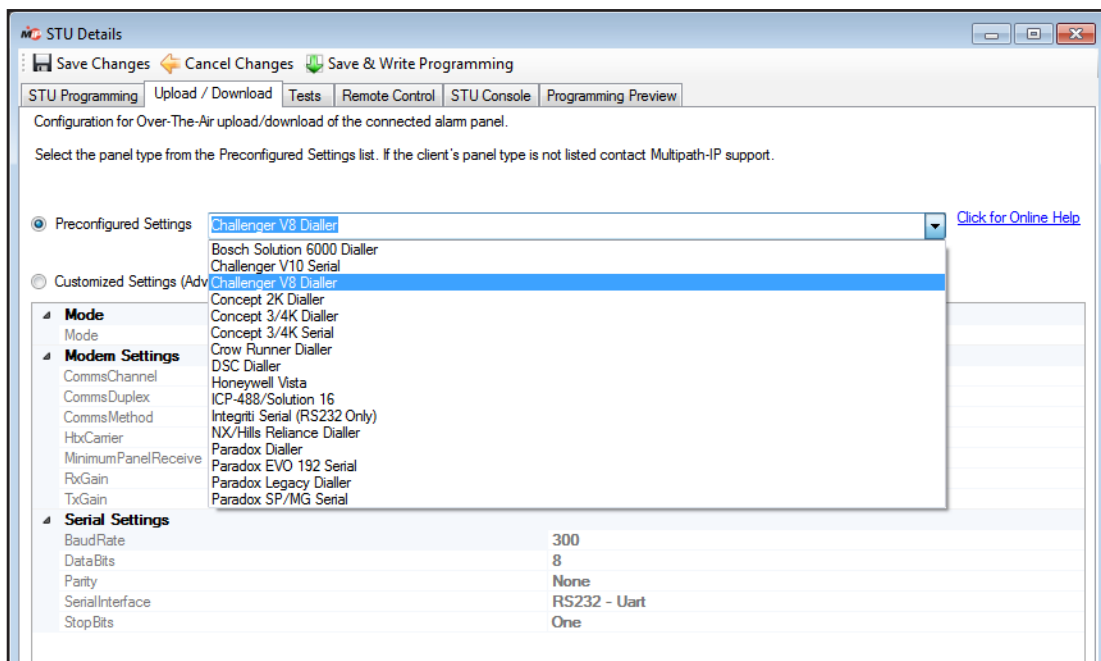 STU Details
Save Changes Cancel Changes Save & Write Programming
STU Programming Upload / Download Tests Remote Control STU Console Programming Preview
Configuration for Over-The-Air upload/download of the connected alarm panel.
Select the panel type from the Preconfigured Settings list. If the client's panel type is not listed contact Multipath-IP support.
Preconfigured Settings Challenger V8 Dialler Click for Online Help
Bosch Solution 6000 Dialler
Challenger V10 Serial
Customized Settings (Adv Challenger V8 Dialler
Concept 2K Dialler
Mode Concept 3/4K Dialler
Mode Concept 3/4K Serial
Modem Settings Crow Runner Dialler
DSC Dialler
CommsChannel Honeywell Vista
CommsDuplex ICP-488/Solution 16
CommsMethod Integriti Serial (RS232 Only)
HtxCarrier NX/Hills Reliance Dialler
Paradox Dialler
MinimumPanelReceive Paradox EVO 192 Serial
RxGain Paradox Legacy Dialler
TxGain Paradox SP/MG Serial
Serial Settings
BaudRate 300
DataBits 8
Parity None
SerialInterface RS232 - Uart
StopBits One